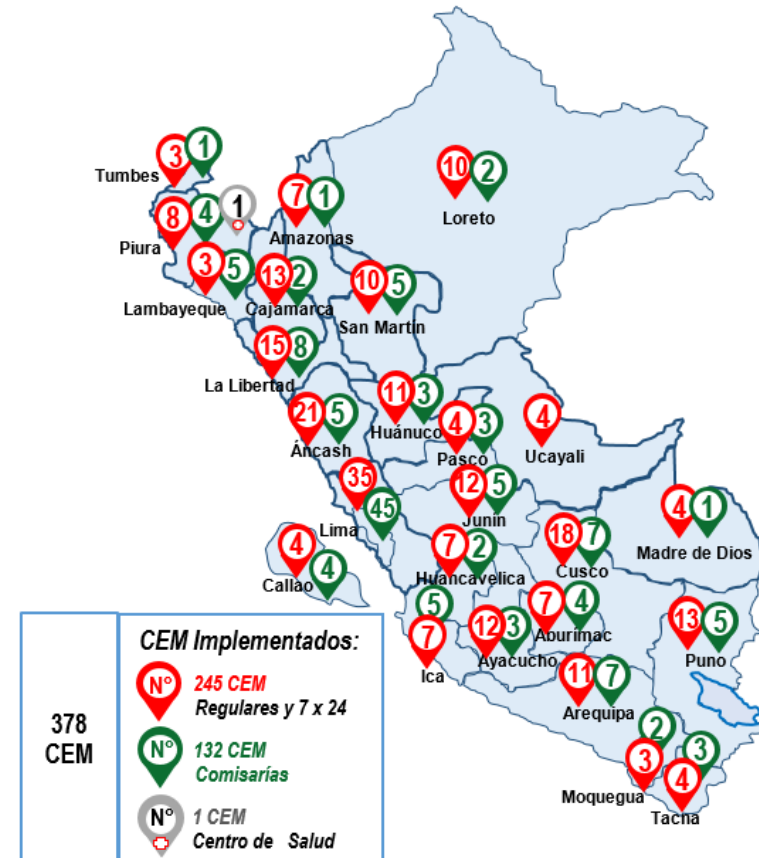 3
1
Tumbes
8
4
1
Piura
7
1
Amazonas
10
2
Loreto
3
5
Lambayeque
13
2
Cajamarca
10
5
San Martín
15
8
La Libertad
11
3
Huánuco
21
5
Áncash
4
3
Pasco
4
Ucayali
35
45
Lima
12
5
Junín
4
1
Madre de Dios
4
4
Callao
7
2
Huancavelica
18
7
Cusco
5
7
Ica
12
3
Ayacucho
7
4
Apurímac
13
5
Puno
11
7
Arequipa
2
3
Moquegua
3
4
Tacna
378
CEM
CEM Implementados:
N° 245 CEM
Regulares y 7 x 24
N° 132 CEM
Comisarías
N° 1 CEM
Centro de Salud